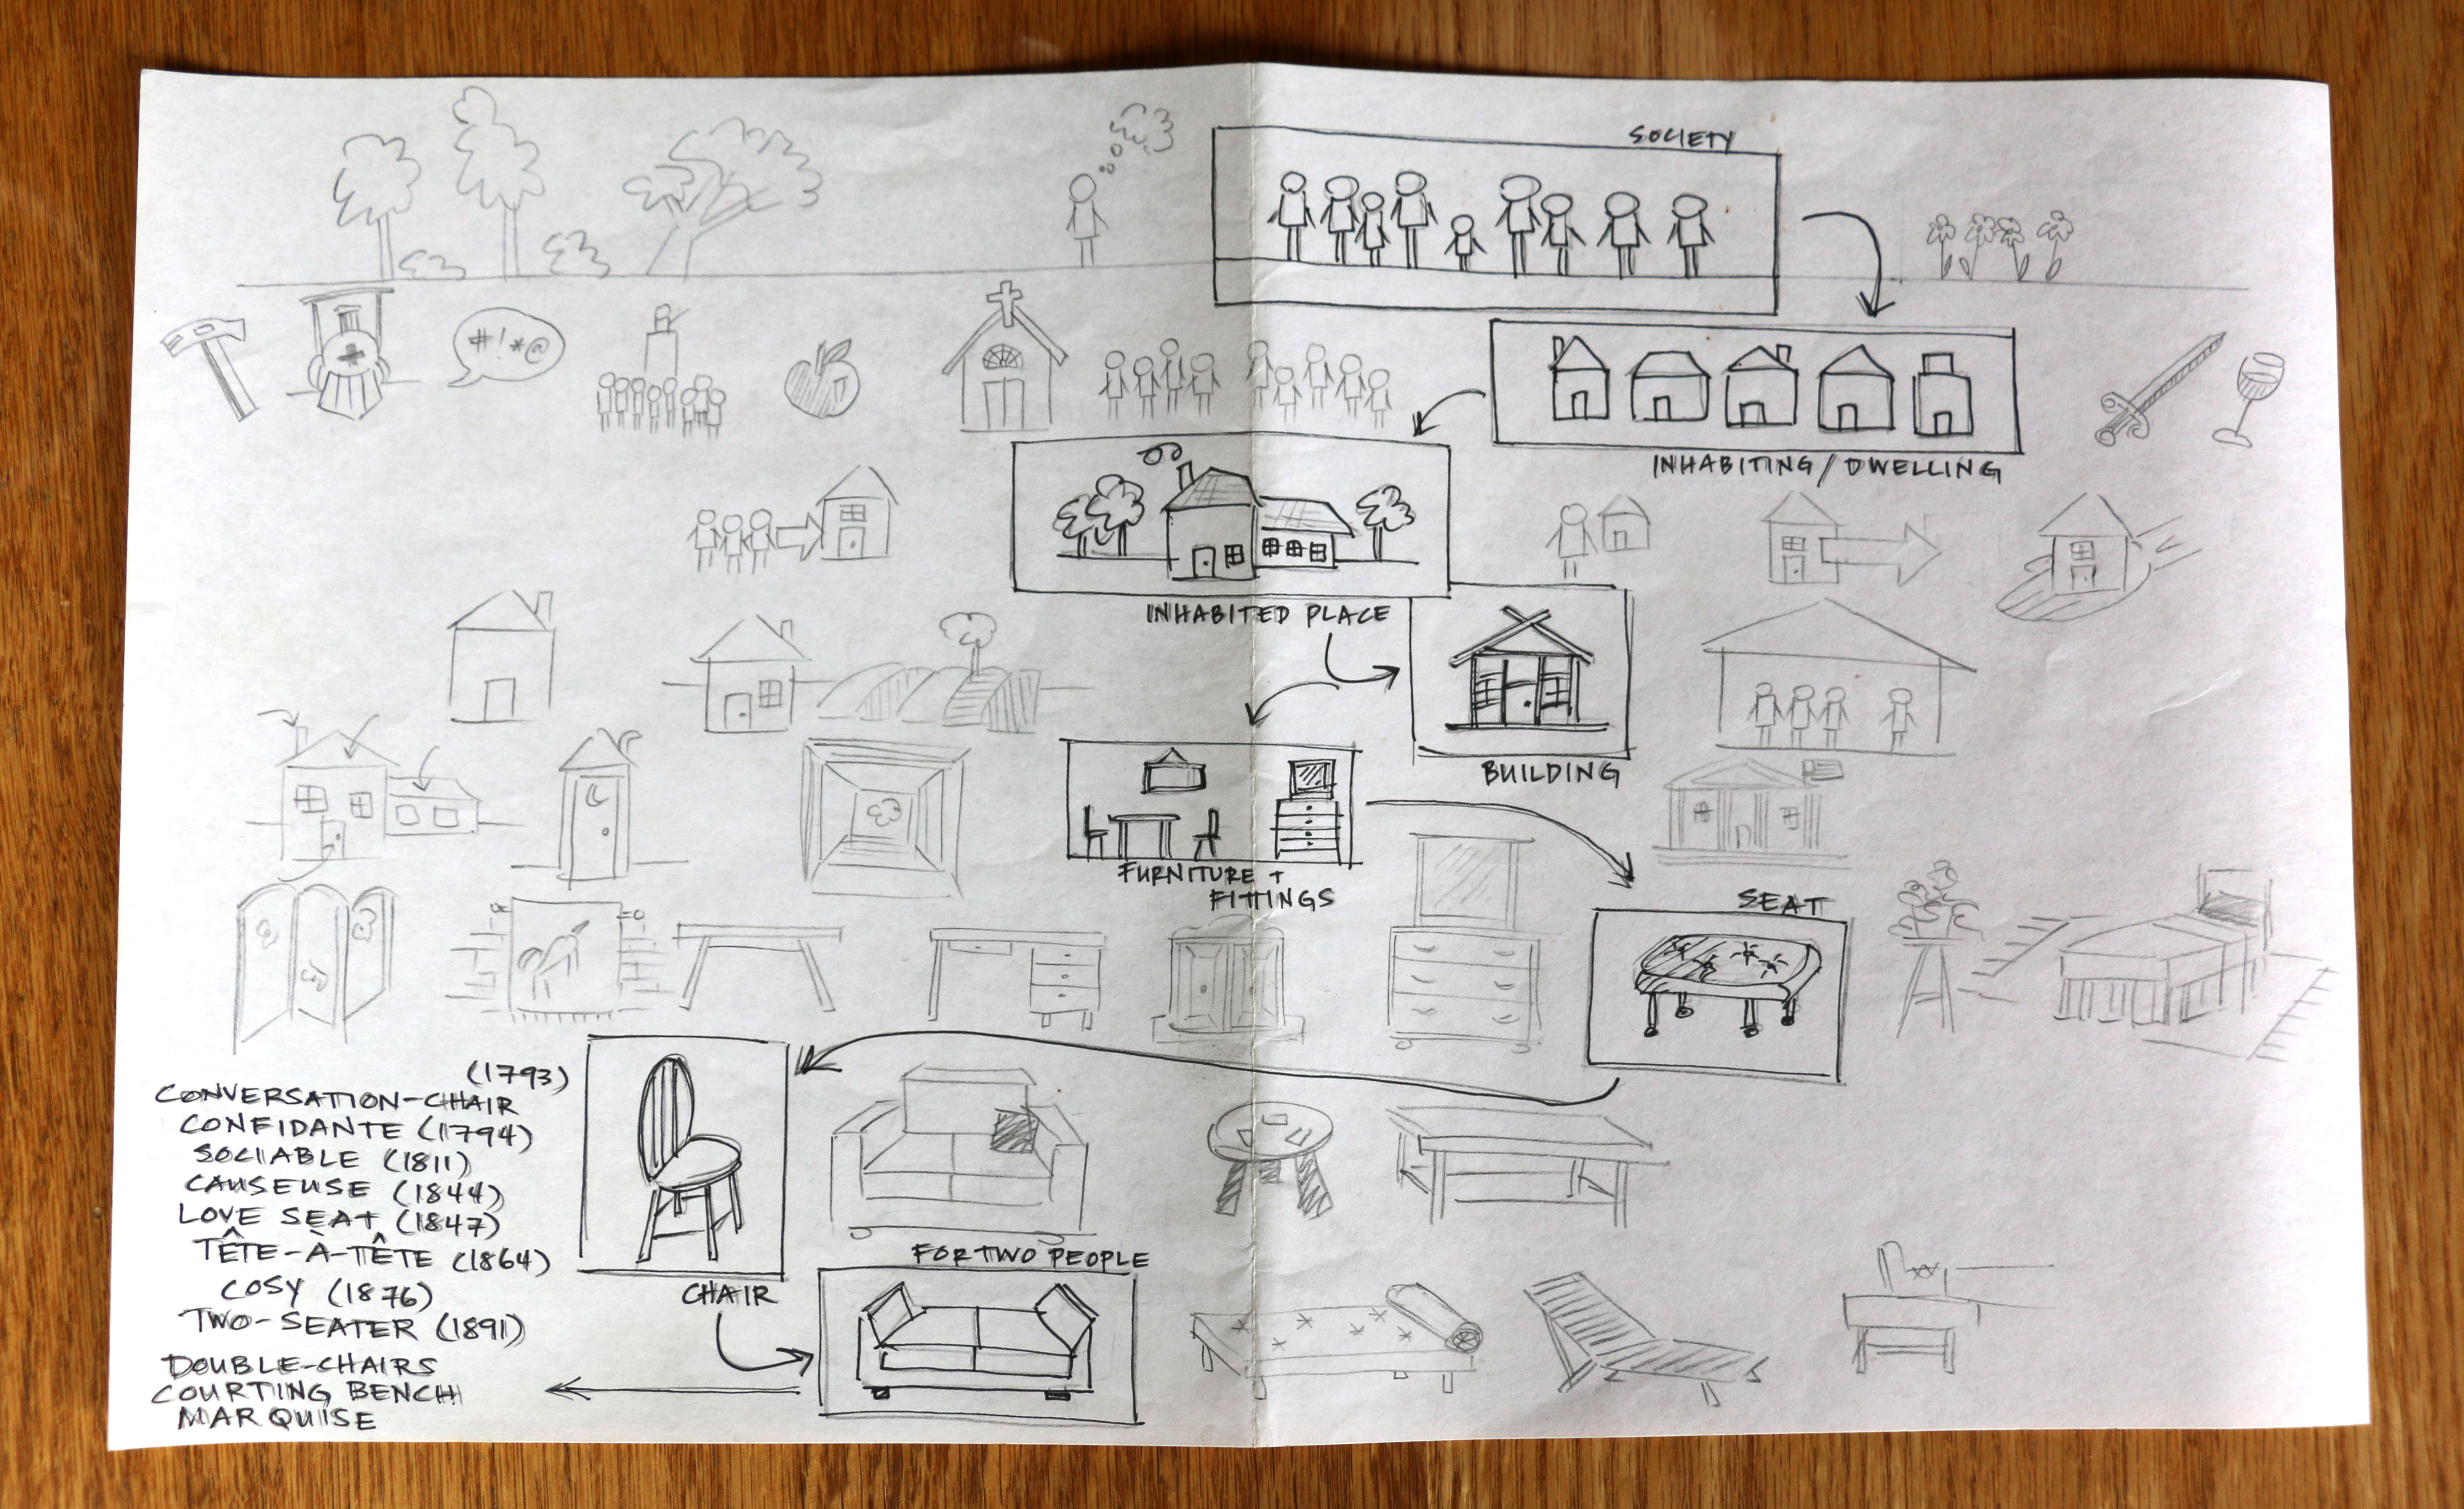 SOCIETY
#!*@
INHABITING/DWELLING
INHABITED PLACE
BUILDING
FURNITURE +
FITTINGS
SEAT
(1793)
CONVERSATION-CHAIR
CONFIDANTE (1794)
SOCIABLE (1811)
CAUSEUSE (1844)
LOVE SEAT (1847)
TÊTE-À-TÊTE (1864)
COSY (1876)
TWO-SEATER (1891)
DOUBLE-CHAIRS
COURTING BENCH
MARQUISE
CHAIR
FOR TWO PEOPLE